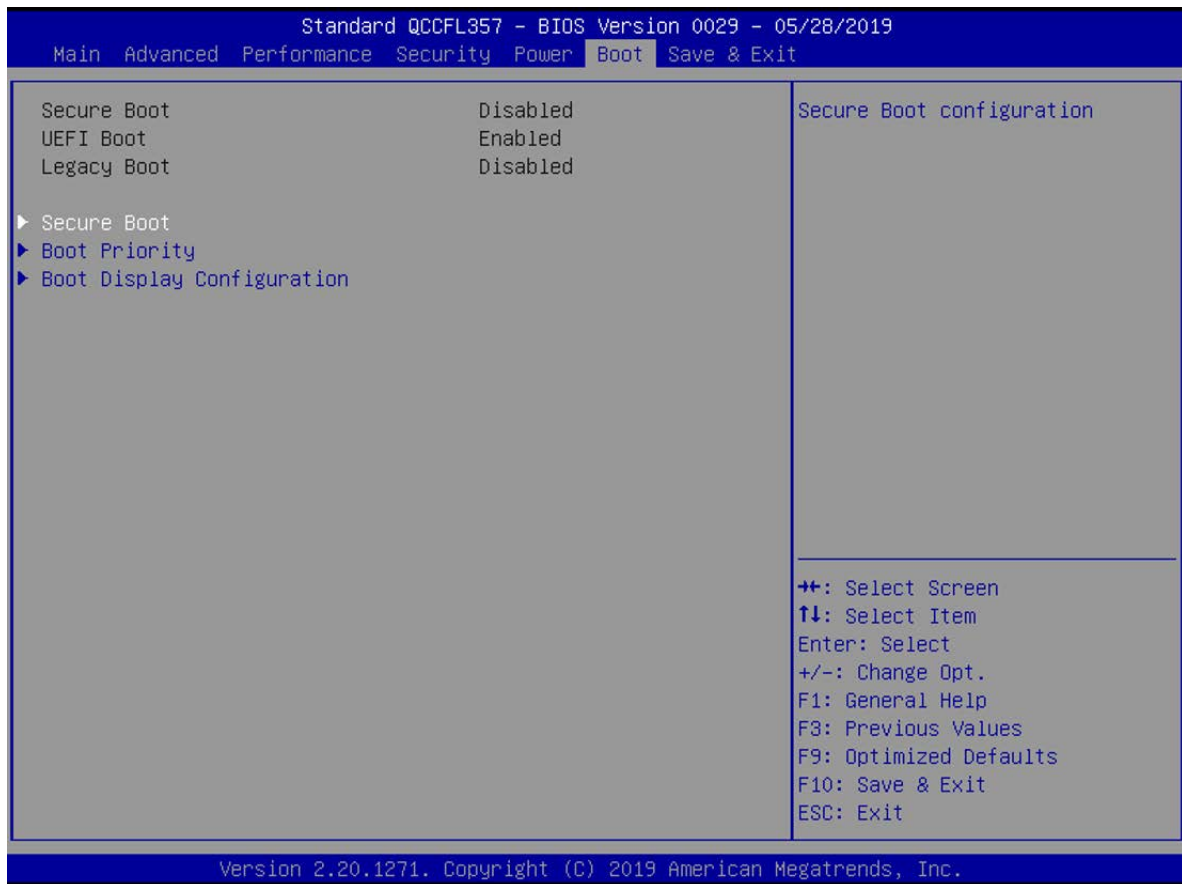 Standard QCCFL357 – BIOS Version 0029 – 05/28/2019
Main Advanced Performance Security Power Boot Save & Exit
Secure Boot Disabled
UEFI Boot Enabled
Legacy Boot Disabled
▶ Secure Boot
▶ Boot Priority
▶ Boot Display Configuration
Secure Boot configuration
→←: Select Screen
↑↓: Select Item
Enter: Select
+/-: Change Opt.
F1: General Help
F3: Previous Values
F9: Optimized Defaults
F10: Save & Exit
ESC: Exit
Version 2.20.1271. Copyright (C) 2019 American Megatrends, Inc.